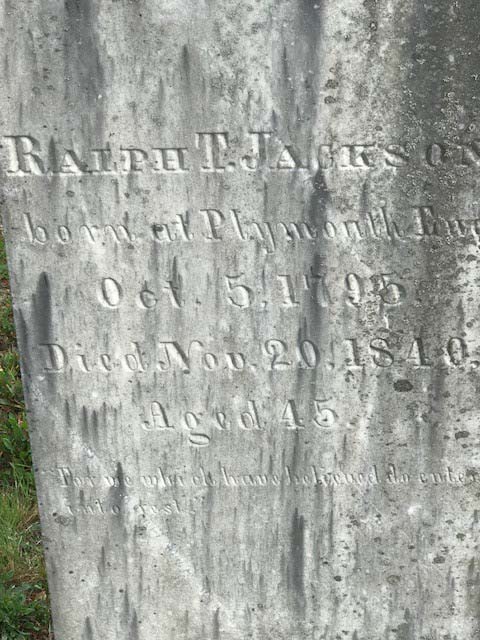 RALPH T. JACKSON
born at Plymouth Eng
Oct. 5. 1795.
Died Nov. 20. 1840.
Aged 45.
For we which have believed do enter
into rest.